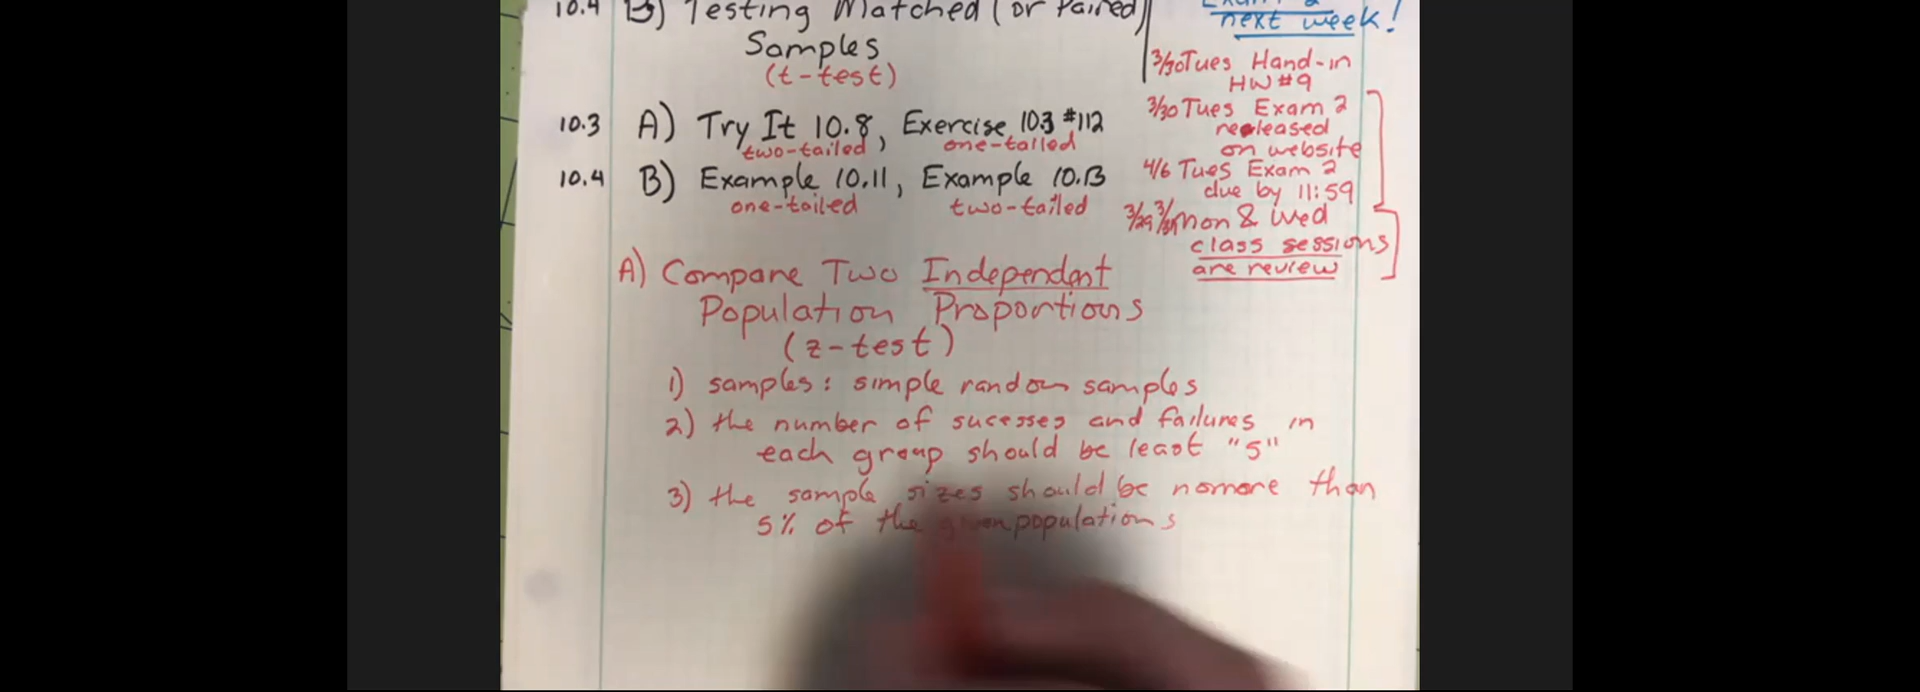 10.4 B) Testing Matched (or Paired)
Samples
(t-test)
10.3 A) Try It 10.8, Exercise 10.3 #112
two-tailed, one-tailed
10.4 B) Example 10.11, Example 10.13
one-tailed two-tailed
next week!
3/30 Tues Hand-in
HW #9
3/30 Tues Exam 2
released
on website
4/6 Tues Exam 2
due by 11:59
3/29 Mon & Wed
class sessions
are review
A) Compare Two Independent
Population Proportions
(z-test)
1) samples: simple random samples
2) the number of sucesses and failures in
each group should be least "5"
3) the sample sizes should be nomore than
5% of the given populations